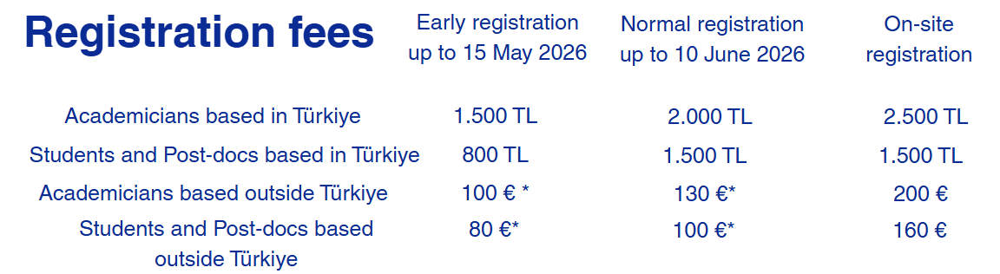 Registration fees
Early registration
up to 15 May 2026
Normal registration
up to 10 June 2026
On-site
registration
Academicians based in Türkiye 1.500 TL 2.000 TL 2.500 TL
Students and Post-docs based in Türkiye 800 TL 1.500 TL 1.500 TL
Academicians based outside Türkiye 100 € * 130 €* 200 €
Students and Post-docs based 80 €* 100 €* 160 €
outside Türkiye